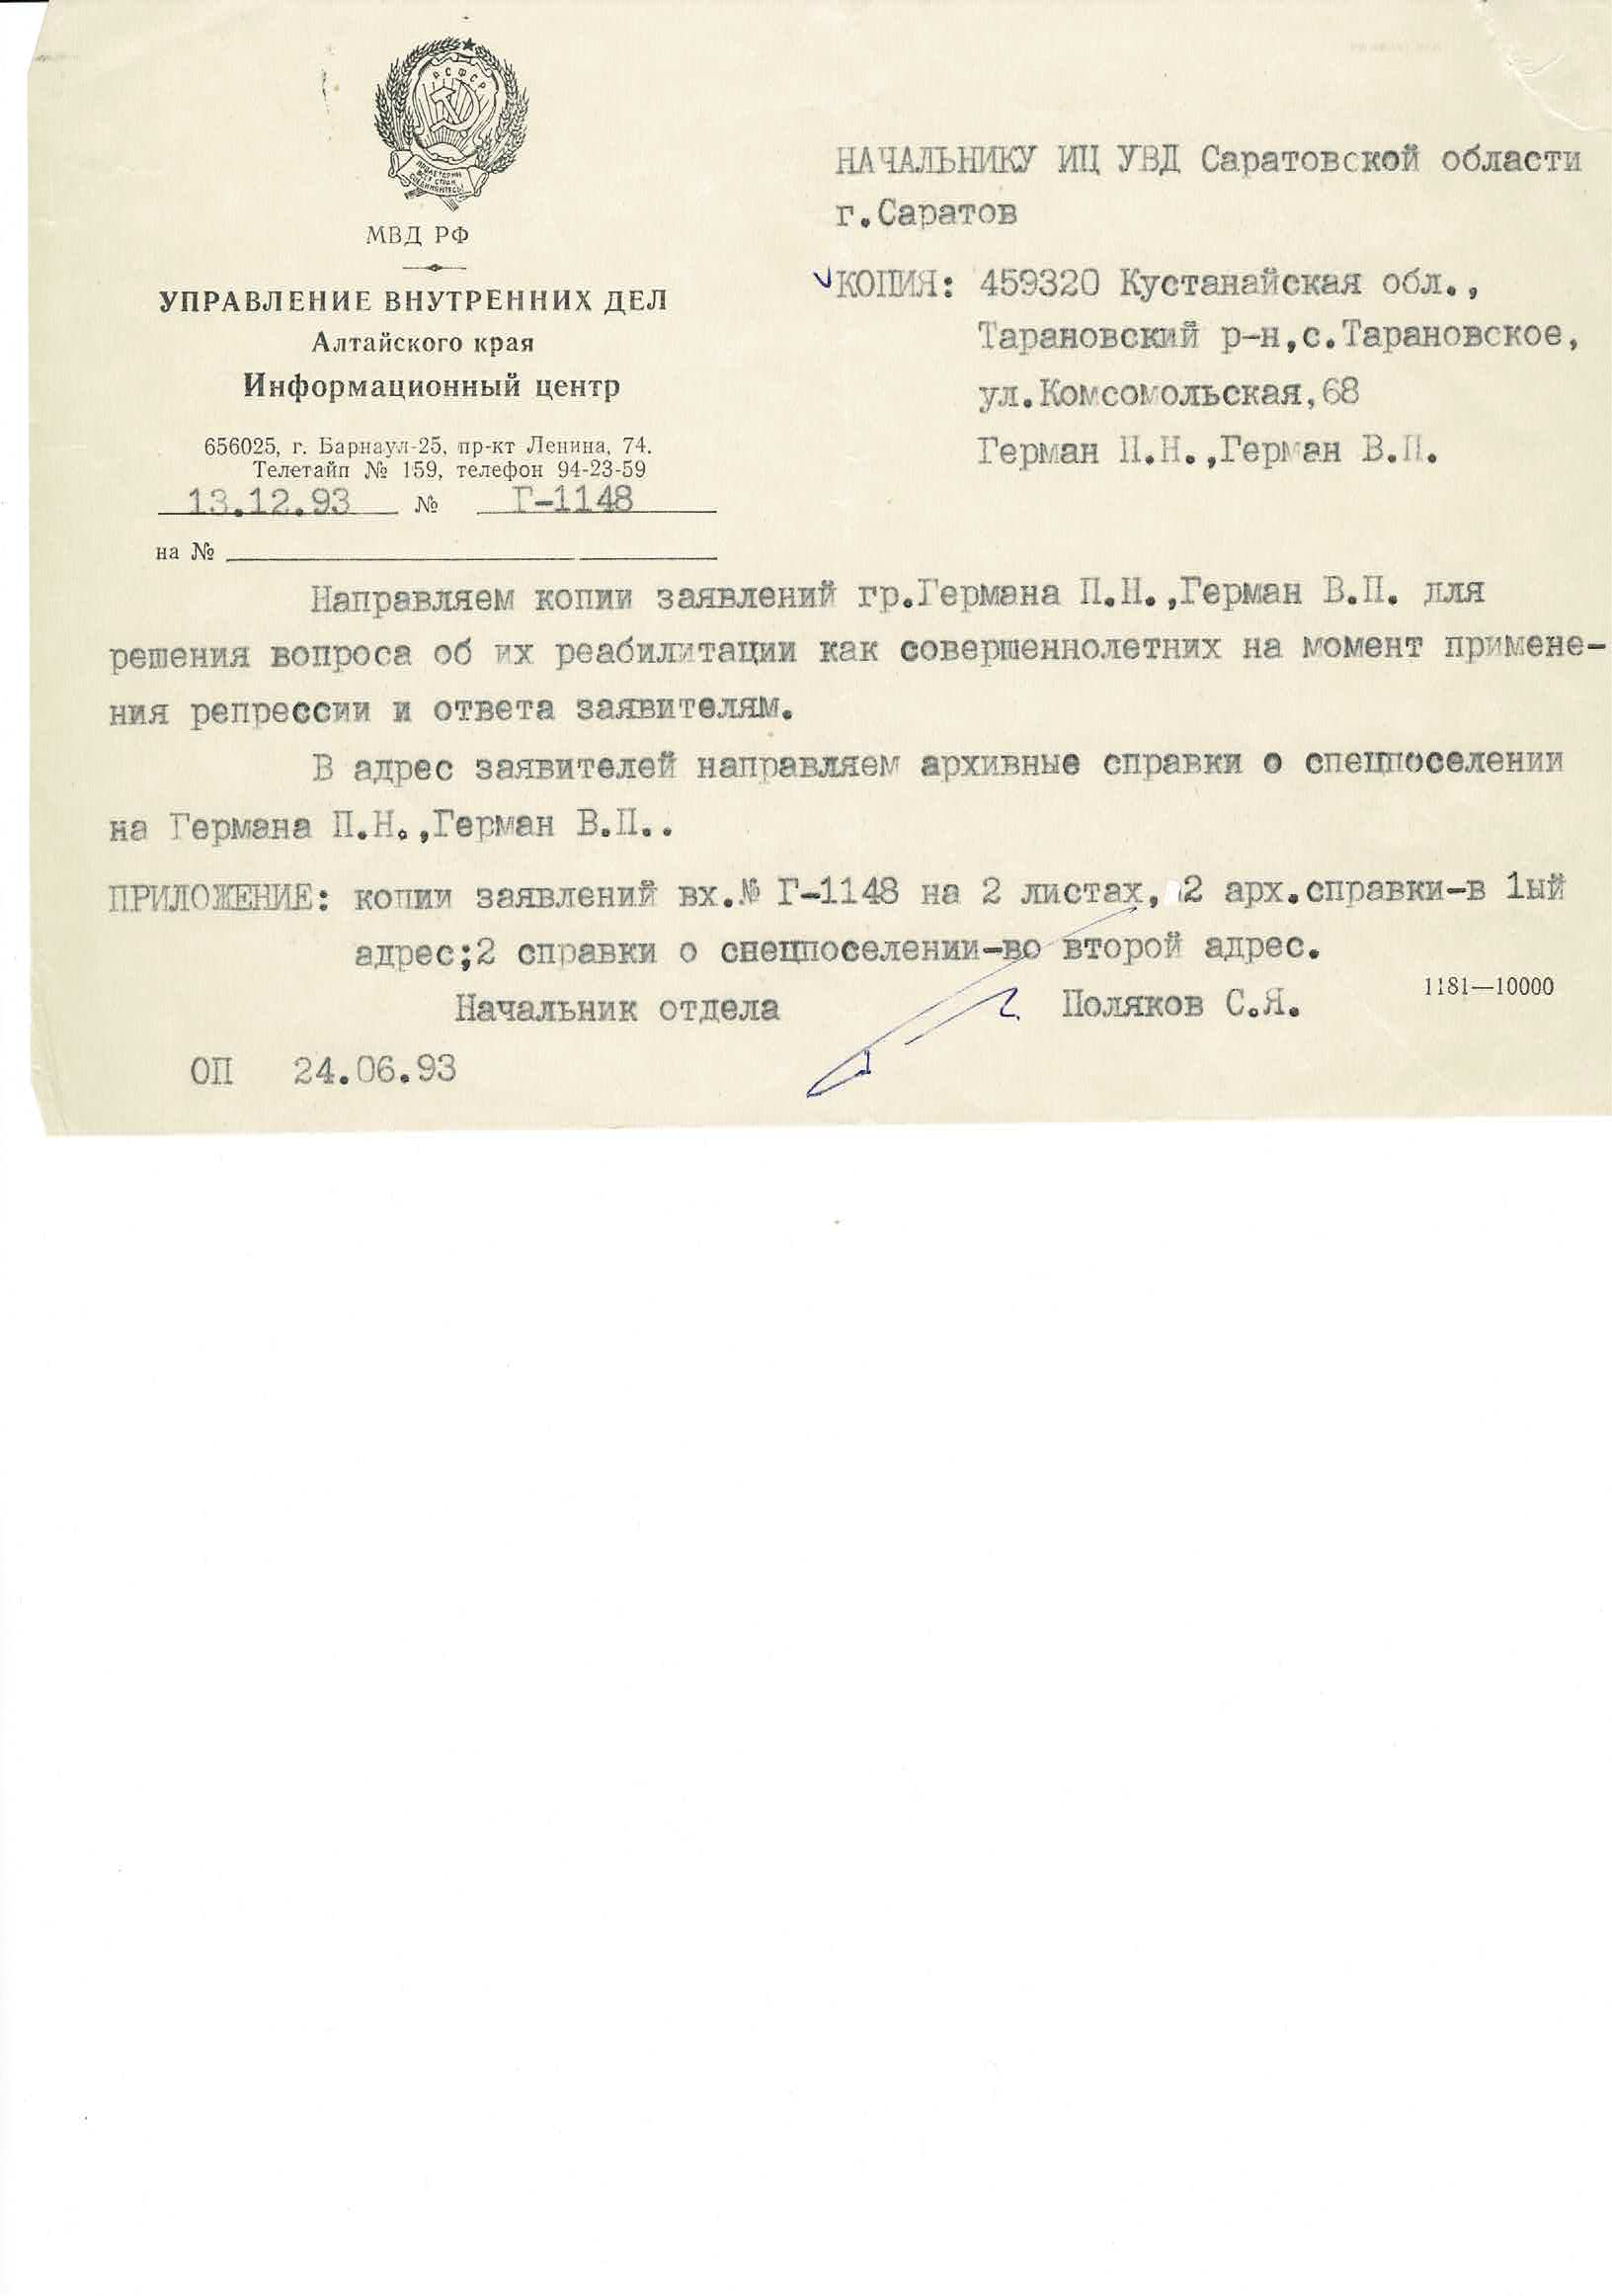 РСФСР
ПРОЛЕТАРИИ
ВСЕХ СТРАН,
СОЕДИНЯЙТЕСЬ!
МВД РФ
УПРАВЛЕНИЕ ВНУТРЕННИХ ДЕЛ
Алтайского края
Информационный центр
656025, г. Барнаул-25, пр-кт Ленина, 74.
Телетайп № 159, телефон 94-23-59
13.12.93 № Г-1148
на №
НАЧАЛЬНИКУ ИЦ УВД Саратовской области
г.Саратов
КОПИЯ: 459320 Кустанайская обл.,
Тарановский р-н,с.Тарановское,
ул.Комсомольская,68
Герман П.Н.,Герман В.П.
Направляем копии заявлений гр.Германа П.Н.,Герман В.П. для
решения вопроса об их реабилитации как совершеннолетних на момент примене-
ния репрессии и ответа заявителям.
В адрес заявителей направляем архивные справки о спецпоселении
на Германа П.Н.,Герман В.П..
ПРИЛОЖЕНИЕ: копии заявлений вх.№ Г-1148 на 2 листах, 2 арх.справки-в 1ый
адрес;2 справки о спецпоселении-во второй адрес.
Начальник отдела Поляков С.Я.
1181—10000
ОП 24.06.93